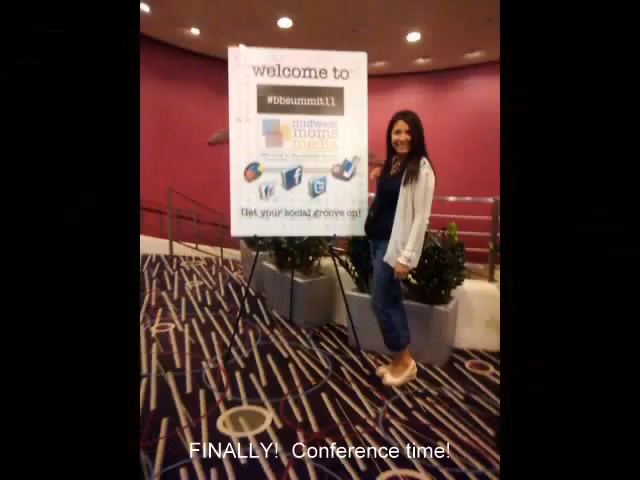 welcome to
#bbsummit11
midwest
moms
media
f
Get your social groove on!
FINALLY!  Conference time!